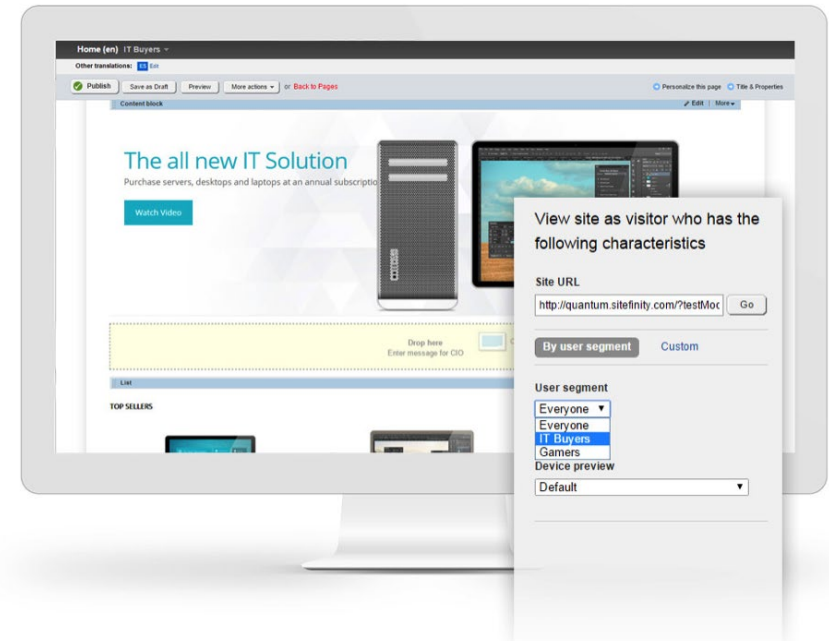 Home (en) IT Buyers
Other translations: ES Edit
Publish Save as Draft Preview More actions or Back to Pages Personalize this page Title & Properties
Content block Edit | More
The all new IT Solution
Purchase servers, desktops and laptops at an annual
Watch Video
Drop here
Enter message for CIO
List
TOP SELLERS
View site as visitor who has the
following characteristics
Site URL
http://quantum.sitefinity.com/?testMoc Go
By user segment Custom
User segment
Everyone
Everyone
IT Buyers
Gamers
Device preview
Default